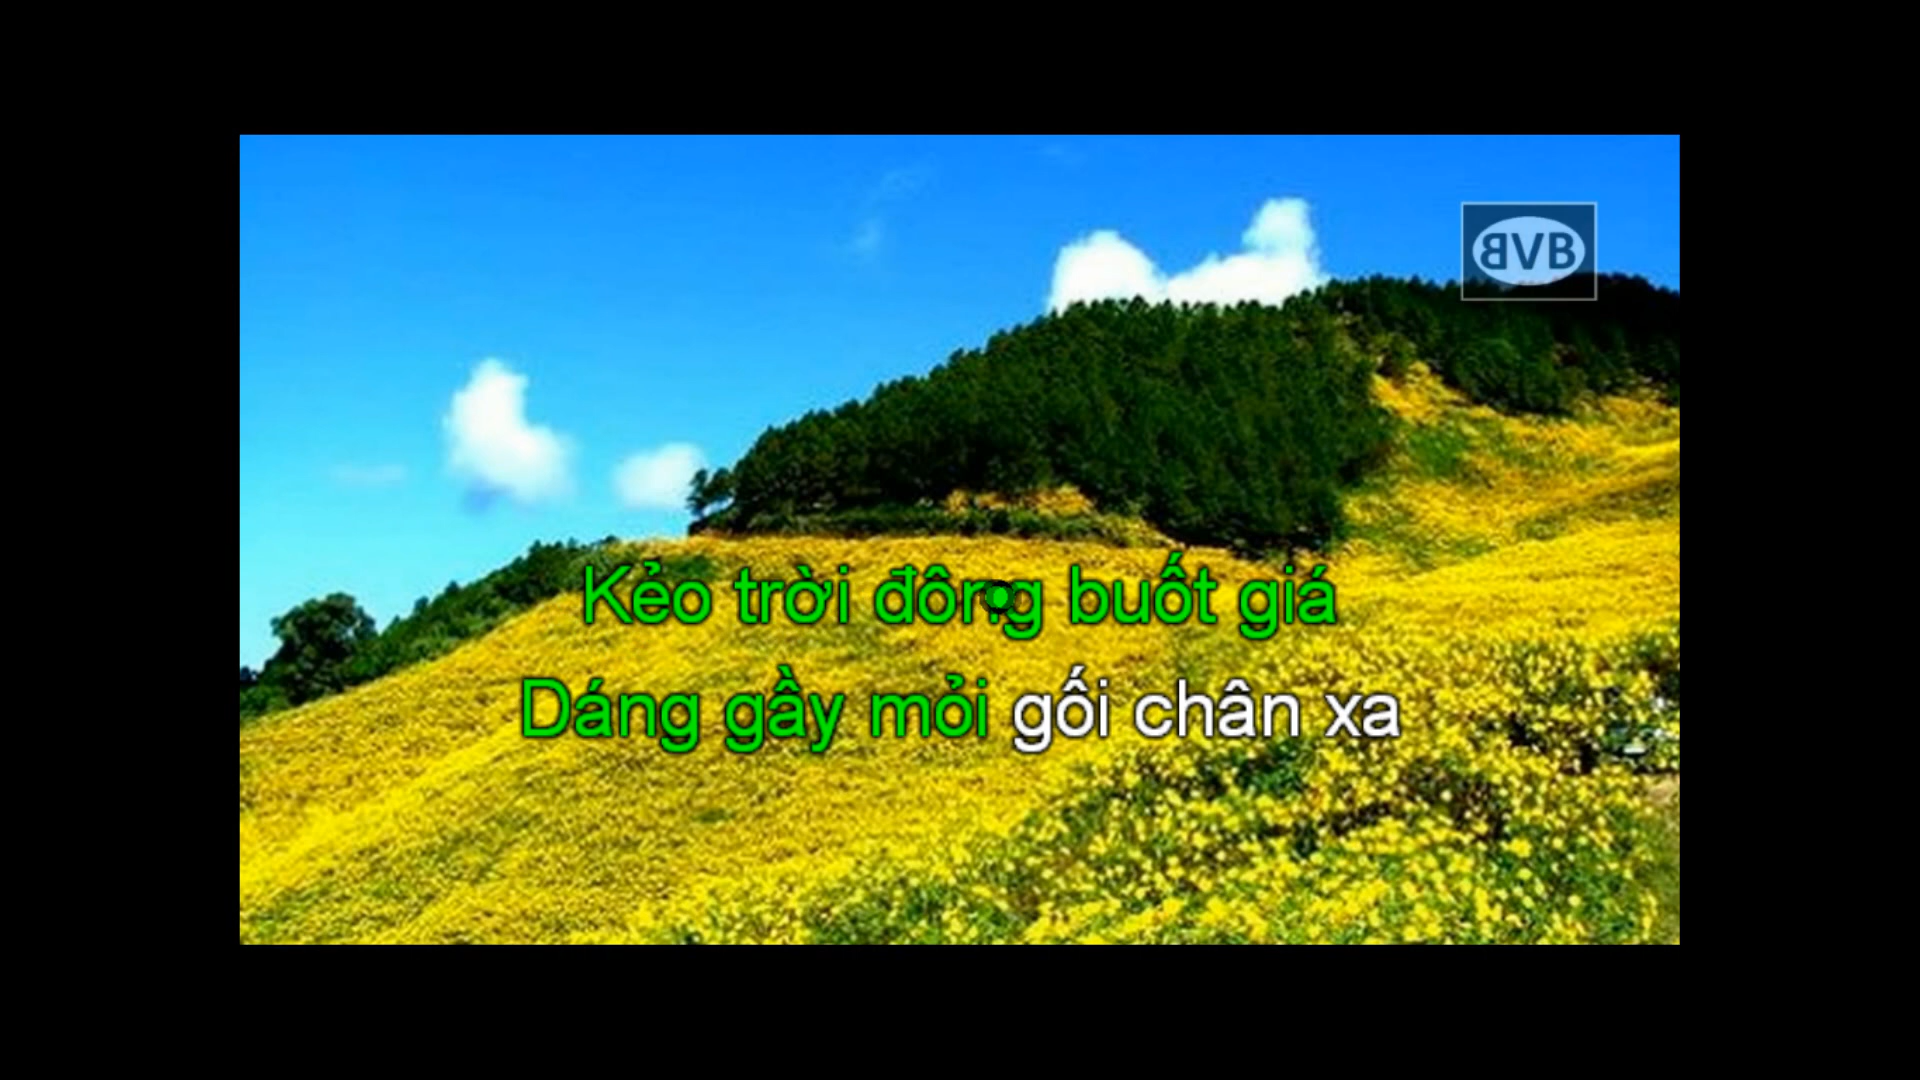 BVB
Kẻo trời đông buốt giá
Dáng gầy mỏi gối chân xa